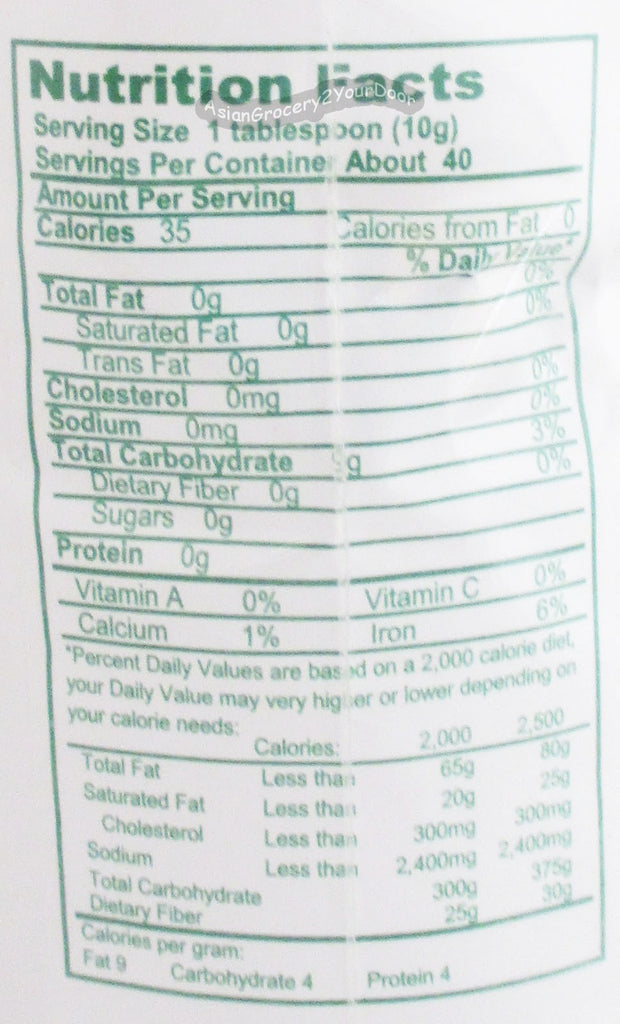 Nutrition Facts
AsianGrocery2YourDoor
Serving Size 1 tablespoon (10g)
Servings Per Containe About 40
Amount Per Serving
Calories 35 Calories from Fat 0
% Daily Value*
Total Fat 0g 0%
Saturated Fat 0g 0%
Trans Fat 0g
Cholesterol 0mg 0%
Sodium 0mg 0%
Total Carbohydrate g 3%
Dietary Fiber 0g 0%
Sugars 0g
Protein 0g
Vitamin A 0% Vitamin C 0%
Calcium 1% Iron 6%
*Percent Daily Values are based on a 2,000 calorie diet,
your Daily Value may very higher or lower depending on
your calorie needs:
Calories: 2,000 2,500
Total Fat Less than 65g 80g
Saturated Fat Less than 20g 25g
Cholesterol Less than 300mg 300mg
Sodium Less than 2,400mg 2,400mg
Total Carbohydrate 300g 375g
Dietary Fiber 25g 30g
Calories per gram:
Fat 9 Carbohydrate 4 Protein 4